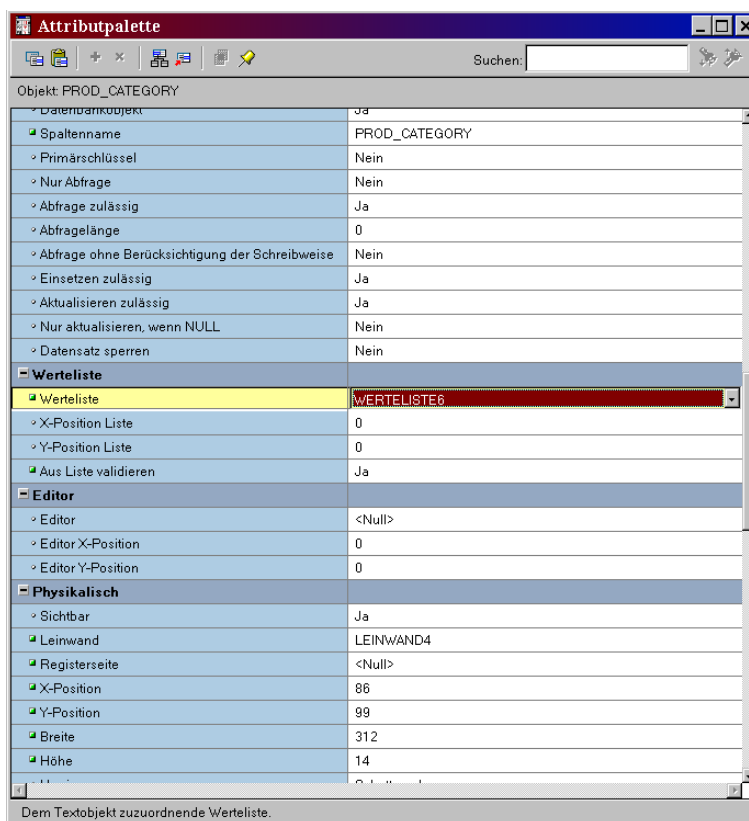 Attributpalette
Suchen:
Objekt: PROD_CATEGORY
Datenbankobjekt Ja
Spaltenname PROD_CATEGORY
Primärschlüssel Nein
Nur Abfrage Nein
Abfrage zulässig Ja
Abfragelänge 0
Abfrage ohne Berücksichtigung der Schreibweise Nein
Einsetzen zulässig Ja
Aktualisieren zulässig Ja
Nur aktualisieren, wenn NULL Nein
Datensatz sperren Nein
Werteliste
Werteliste WERTELISTE6
X-Position Liste 0
Y-Position Liste 0
Aus Liste validieren Ja
Editor
Editor <Null>
Editor X-Position 0
Editor Y-Position 0
Physikalisch
Sichtbar Ja
Leinwand LEINWAND4
Registerseite <Null>
X-Position 86
Y-Position 99
Breite 312
Höhe 14
Dem Textobjekt zuzuordnende Werteliste.